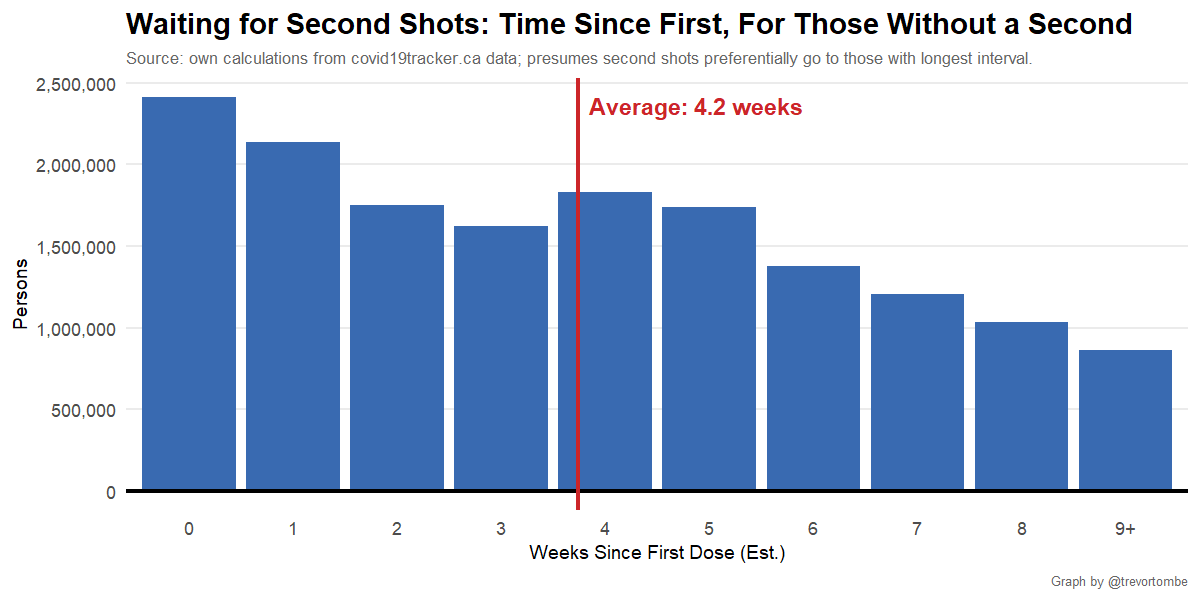 Waiting for Second Shots: Time Since First, For Those Without a Second
Source: own calculations from covid19tracker.ca data; presumes second shots preferentially go to those with longest interval.
Average: 4.2 weeks
Persons
2,500,000
2,000,000
1,500,000
1,000,000
500,000
0
0 1 2 3 4 5 6 7 8 9+
Weeks Since First Dose (Est.)
Graph by @trevortombe